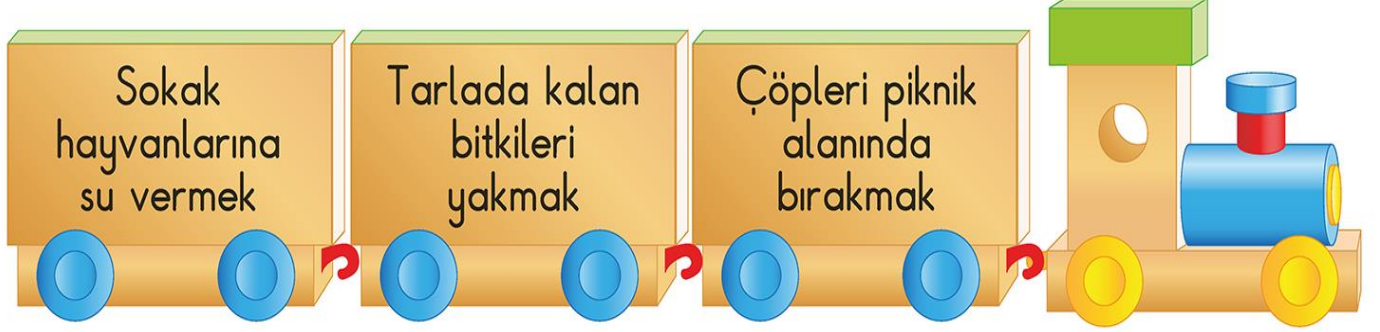 Sokak
hayvanlarına
su vermek
Tarlada kalan
bitkileri
yakmak
Çöpleri piknik
alanında
bırakmak